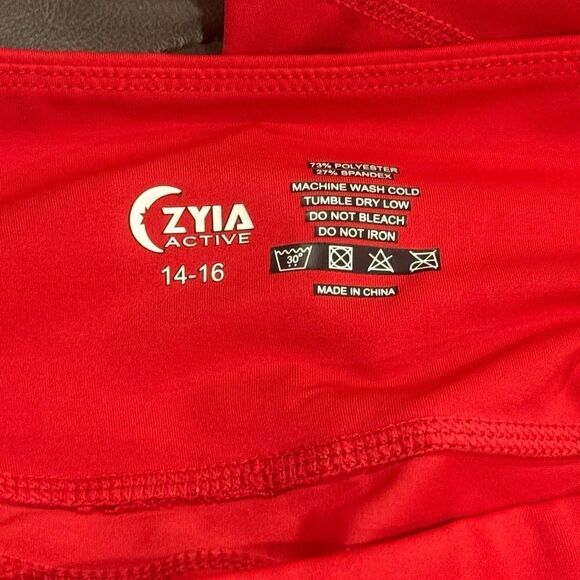 ZYIA
ACTIVE
14-16
73% POLYESTER
27% SPANDEX
MACHINE WASH COLD
TUMBLE DRY LOW
DO NOT BLEACH
DO NOT IRON
30°
MADE IN CHINA